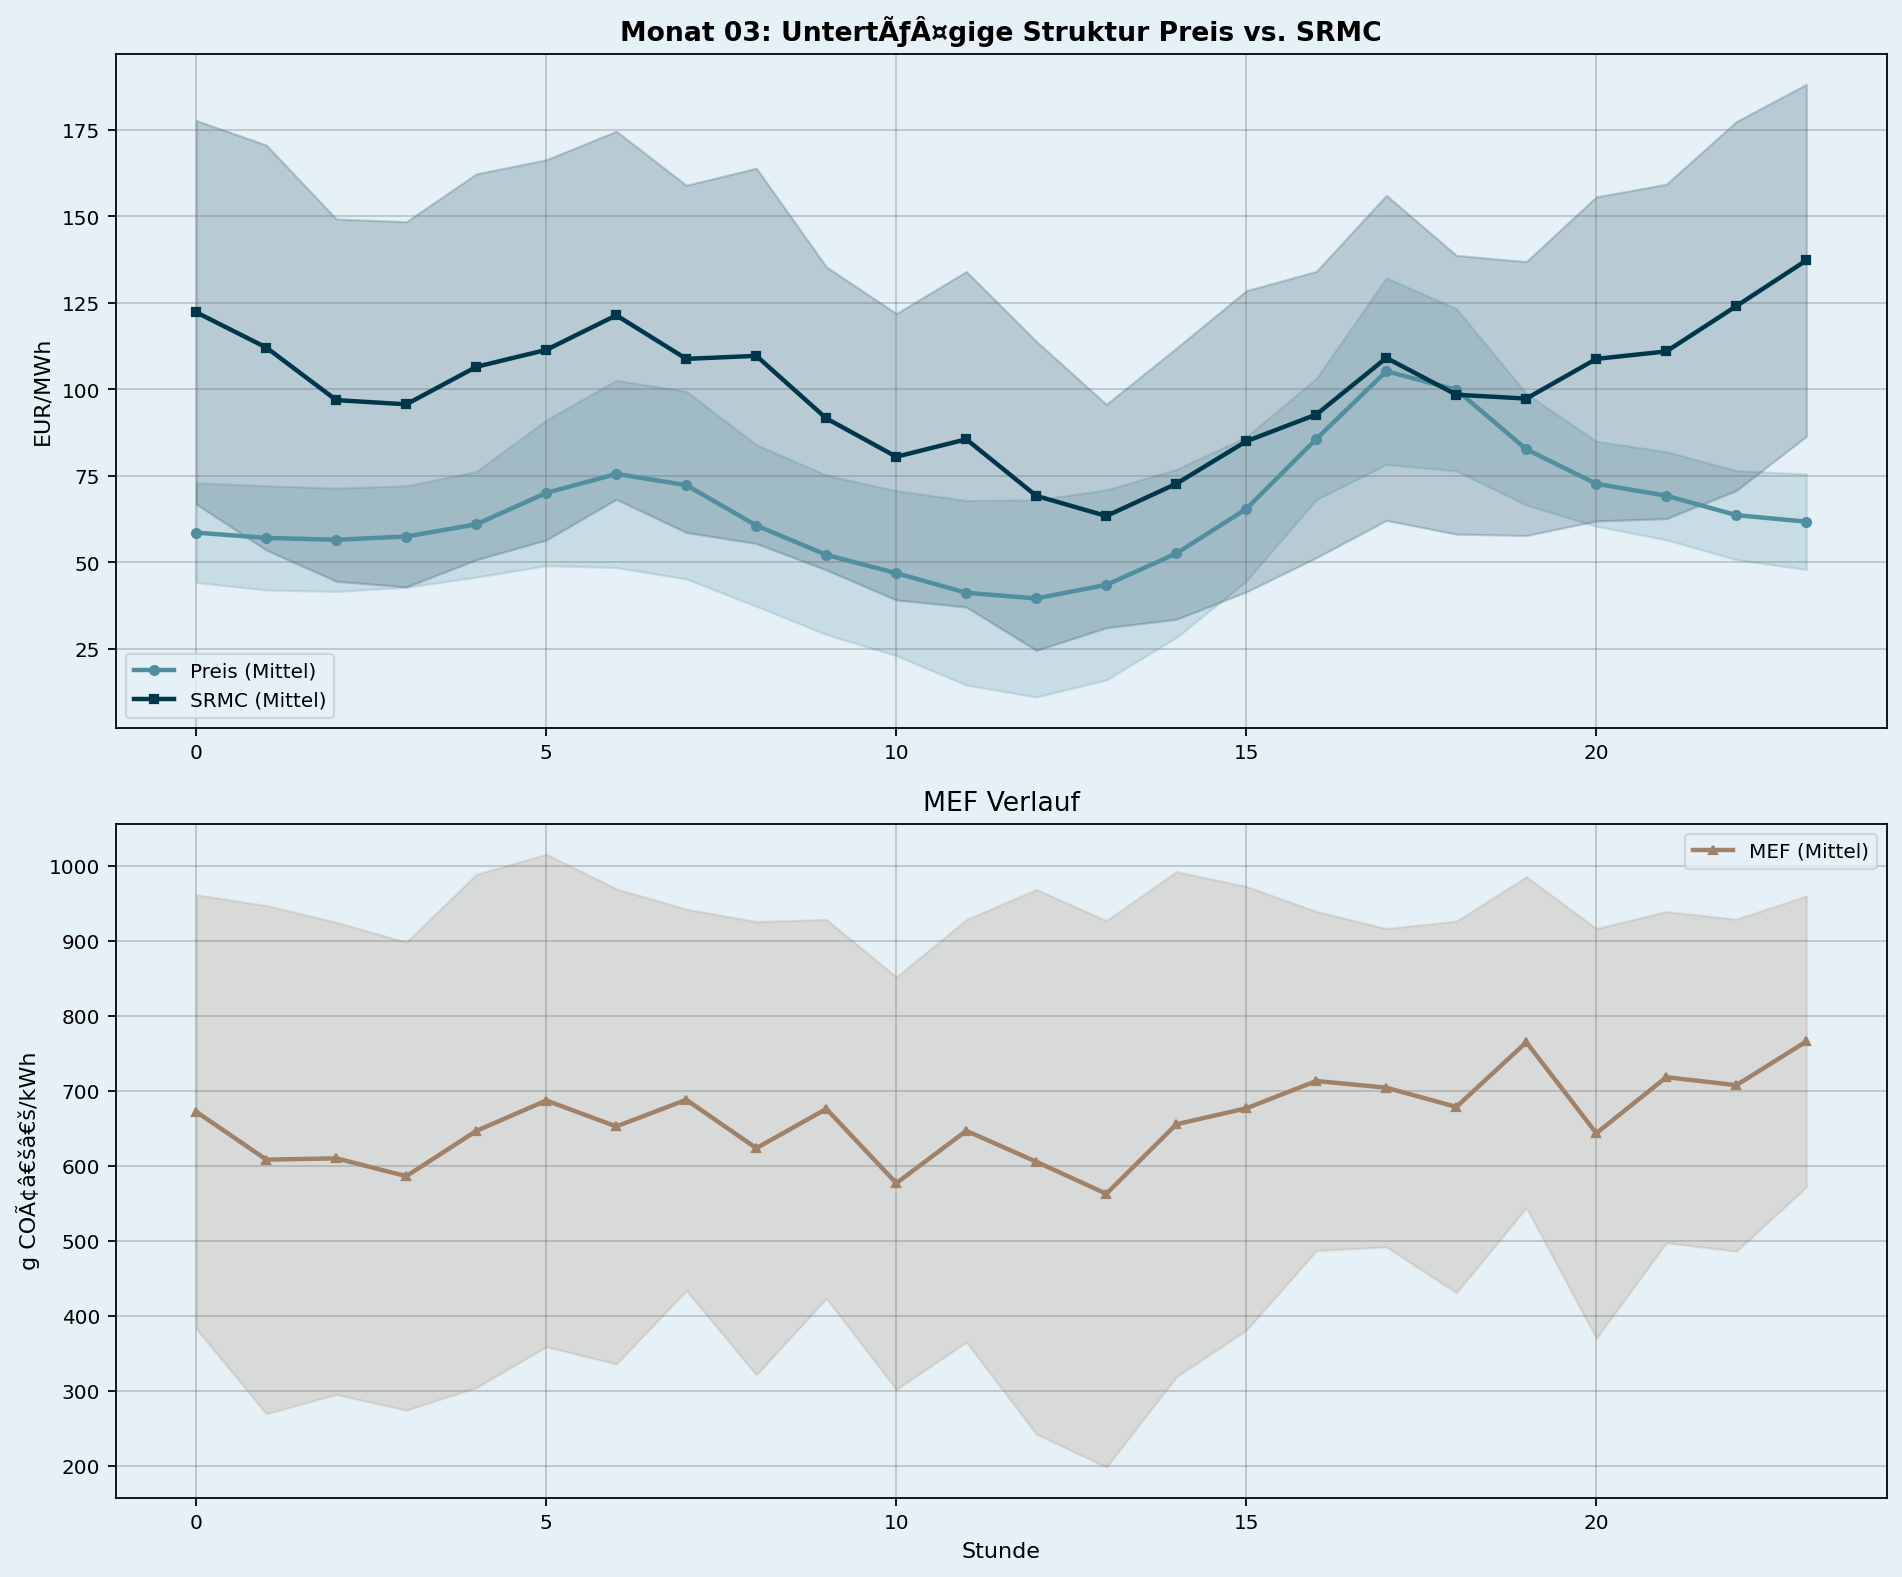 Monat 03: UntertÃƒÂ¤gige Struktur Preis vs. SRMC
EUR/MWh
175
150
125
100
75
50
25
Preis (Mittel)
SRMC (Mittel)
0 5 10 15 20
MEF Verlauf
g COÃ¢â€šâ€š/kWh
1000
900
800
700
600
500
400
300
200
MEF (Mittel)
0 5 10 15 20
Stunde